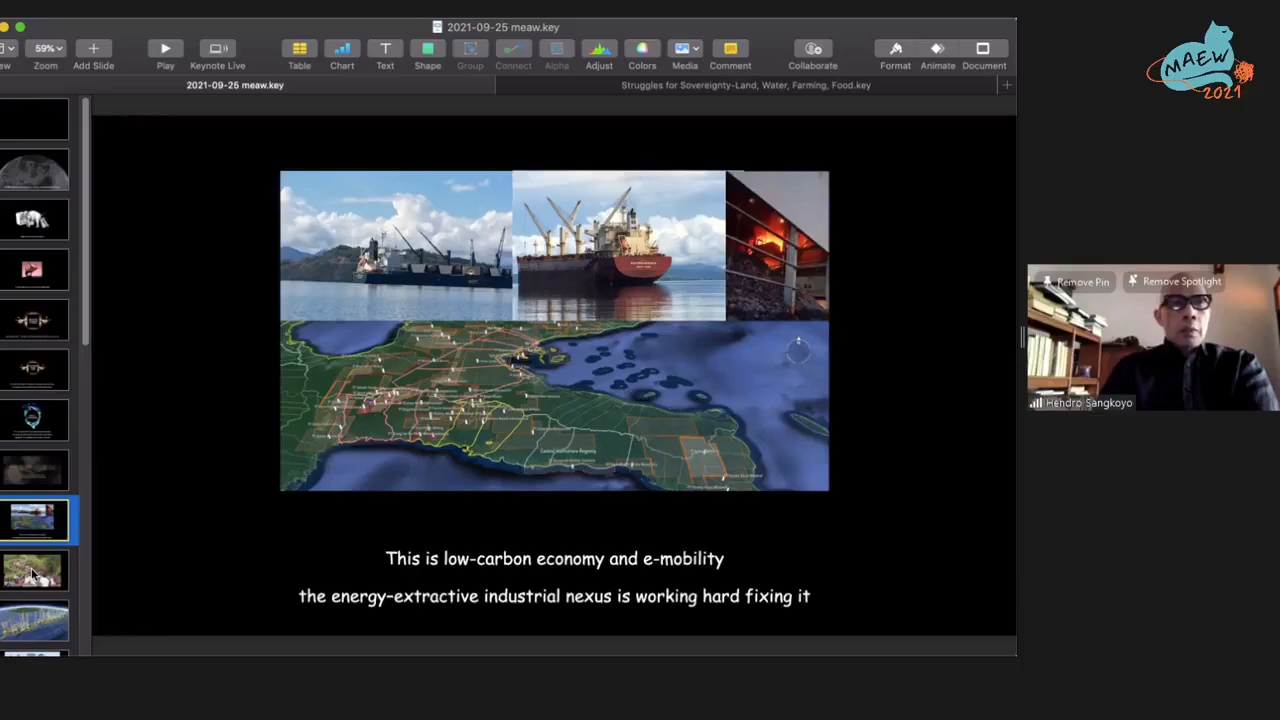 2021-09-25 meaw.key
59%
Zoom
Add Slide
Play
Keynote Live
Table
Chart
Text
Shape
Group
Connect
Alpha
Adjust
Colors
Media
Comment
Collaborate
Format
Animate
Document
2021-09-25 meaw.key
Struggles for Sovereignty-Land, Water, Farming, Food.key
MAEW
2021
Remove Pin
Remove Spotlight
Hendro Sangkoyo
This is low-carbon economy and e-mobility
the energy–extractive industrial nexus is working hard fixing it